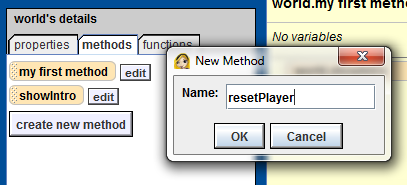 world's details
properties methods functions
my first method edit
showIntro edit
create new method
New Method
Name: resetPlayer
OK Cancel
world.my first metho
No variables